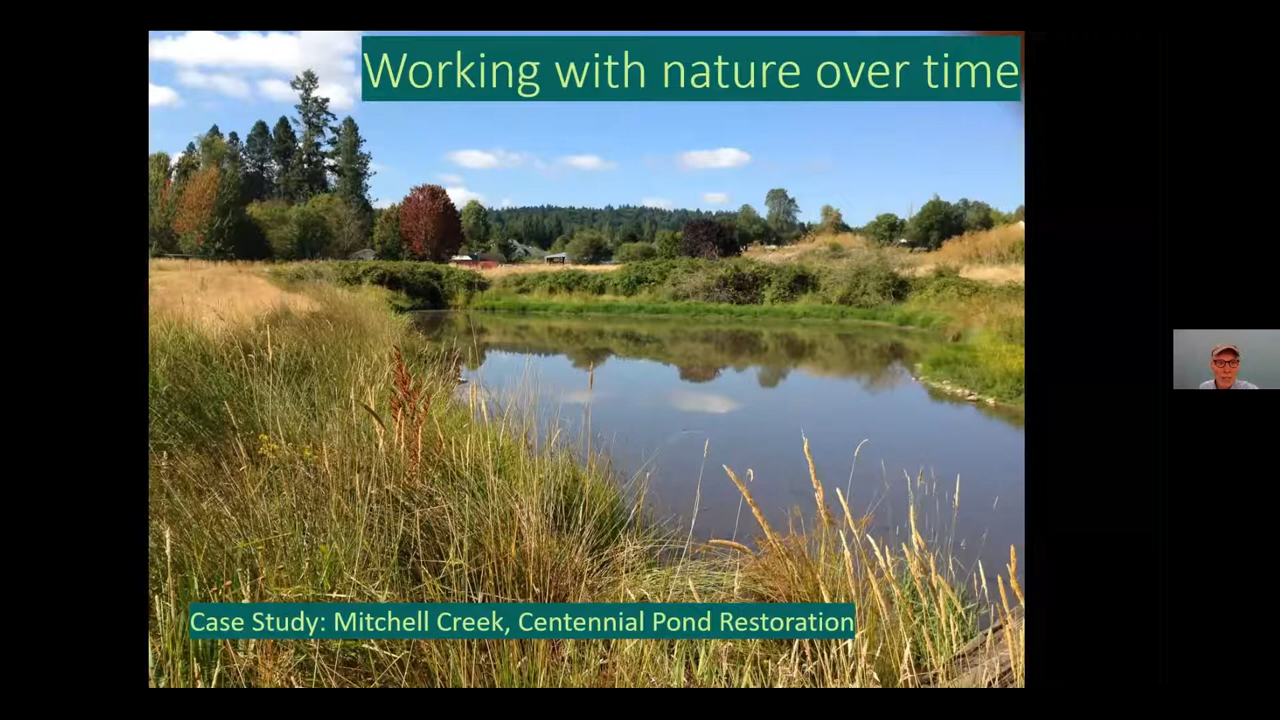 Working with nature over time
Case Study: Mitchell Creek, Centennial Pond Restoration